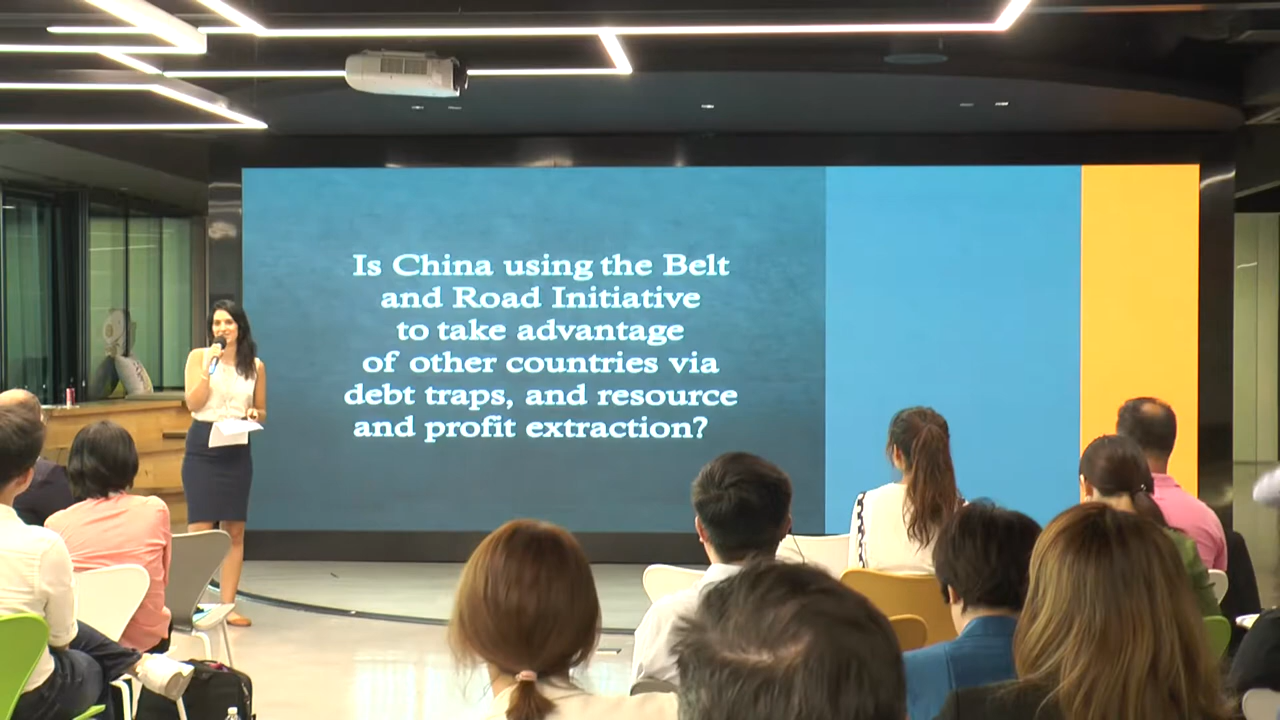 Is China using the Belt
and Road Initiative
to take advantage
of other countries via
debt traps, and resource
and profit extraction?